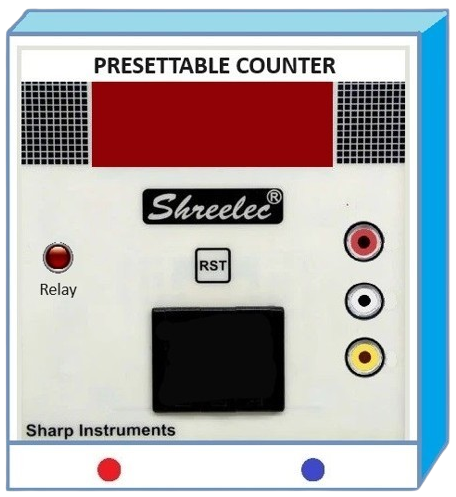 PRESETTABLE COUNTER
Shreelec®
RST
Relay
Sharp Instruments